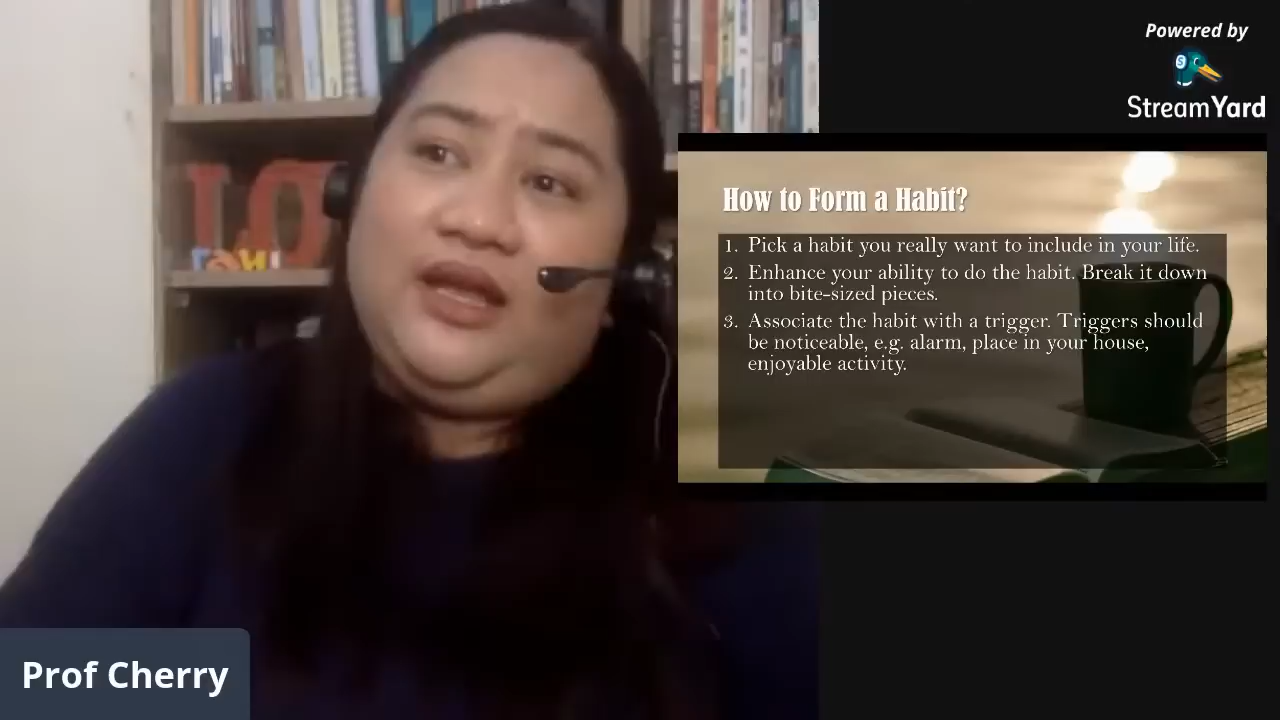 Powered by
StreamYard
How to Form a Habit?
1. Pick a habit you really want to include in your life.
2. Enhance your ability to do the habit. Break it down
into bite-sized pieces.
3. Associate the habit with a trigger. Triggers should
be noticeable, e.g. alarm, place in your house,
enjoyable activity.
Prof Cherry